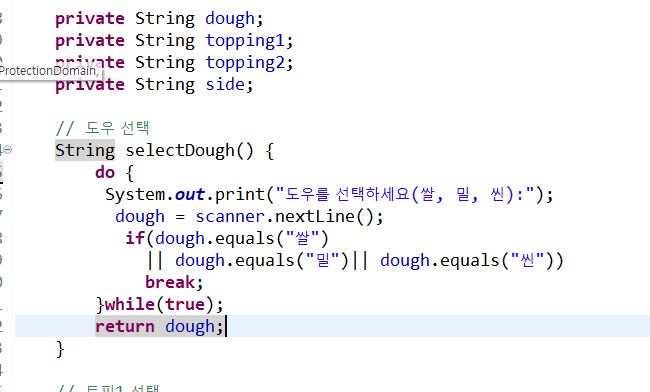 private String dough;
private String topping1;
private String topping2;
ProtectionDomain,
private String side;
// 도우 선택
String selectDough() {
do {
System.out.print("도우를 선택하세요(쌀, 밀, 씬):");
dough = scanner.nextLine();
if(dough.equals("쌀")
|| dough.equals("밀")|| dough.equals("씬"))
break;
}while(true);
return dough;
}